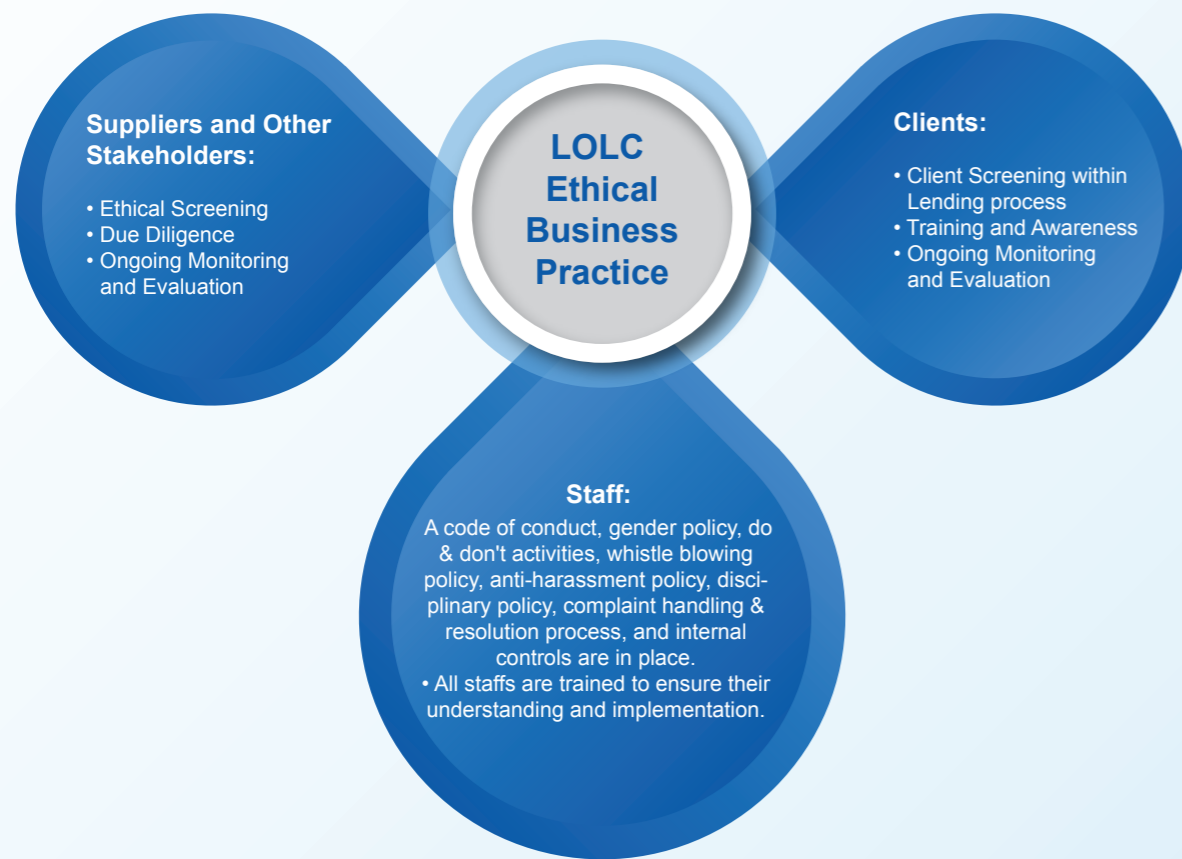 Suppliers and Other
Stakeholders:
• Ethical Screening
• Due Diligence
• Ongoing Monitoring
and Evaluation
LOLC
Ethical
Business
Practice
Clients:
• Client Screening within
Lending process
• Training and Awareness
• Ongoing Monitoring
and Evaluation
Staff:
A code of conduct, gender policy, do
& don't activities, whistle blowing
policy, anti-harassment policy, disci-
plinary policy, complaint handling &
resolution process, and internal
controls are in place.
• All staffs are trained to ensure their
understanding and implementation.